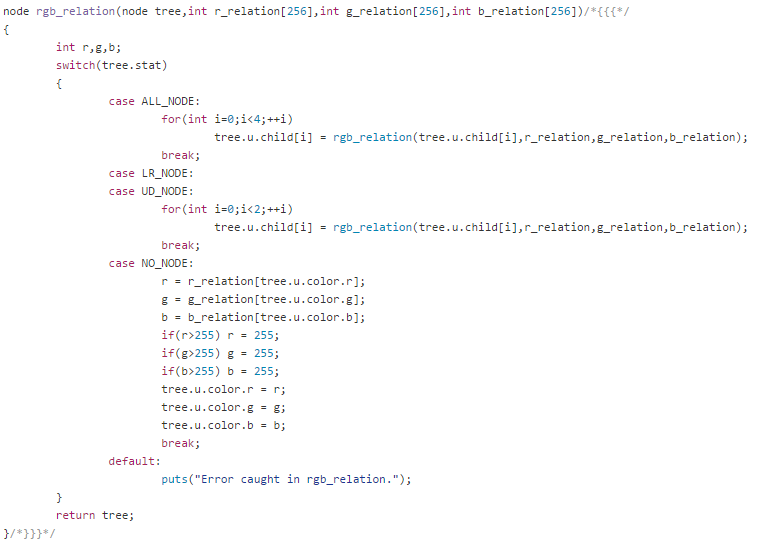 node rgb_relation(node tree,int r_relation[256],int g_relation[256],int b_relation[256])/*{{{*/
{
        int r,g,b;
        switch(tree.stat)
        {
                case ALL_NODE:
                        for(int i=0;i<4;++i)
                                tree.u.child[i] = rgb_relation(tree.u.child[i],r_relation,g_relation,b_relation);
                        break;
                case LR_NODE:
                case UD_NODE:
                        for(int i=0;i<2;++i)
                                tree.u.child[i] = rgb_relation(tree.u.child[i],r_relation,g_relation,b_relation);
                        break;
                case NO_NODE:
                        r = r_relation[tree.u.color.r];
                        g = g_relation[tree.u.color.g];
                        b = b_relation[tree.u.color.b];
                        if(r>255) r = 255;
                        if(g>255) g = 255;
                        if(b>255) b = 255;
                        tree.u.color.r = r;
                        tree.u.color.g = g;
                        tree.u.color.b = b;
                        break;
                default:
                        puts("Error caught in rgb_relation.");
        }
        return tree;
}/*}}}*/